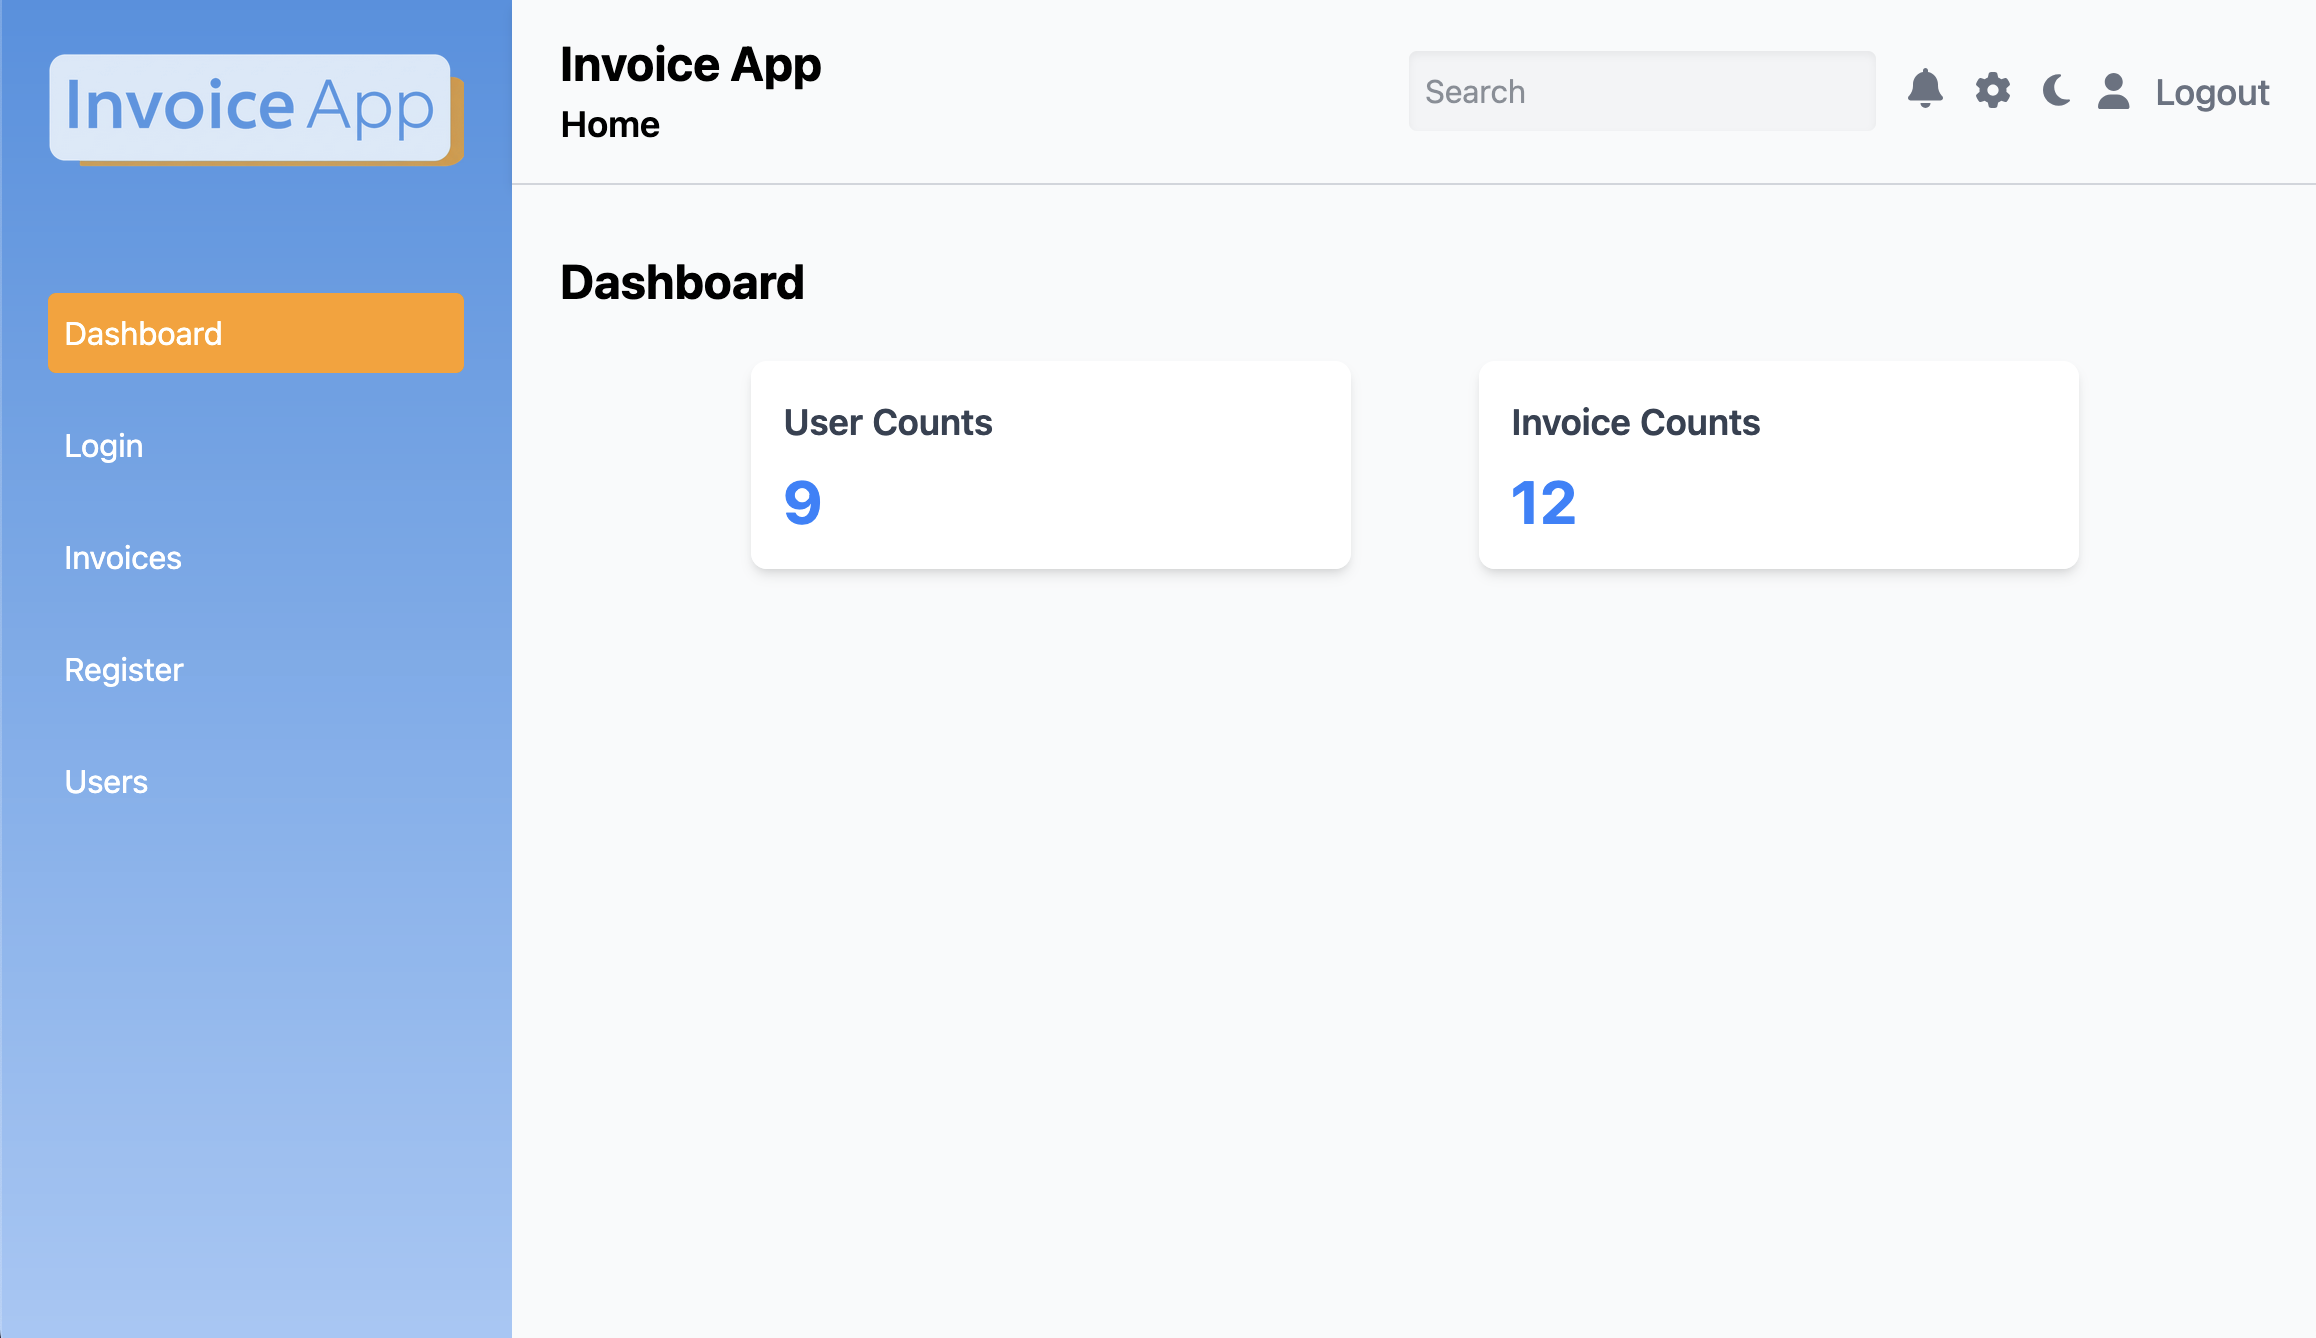 Invoice App
Dashboard
Login
Invoices
Register
Users
Invoice App
Home
Search
Logout
Dashboard
User Counts
9
Invoice Counts
12